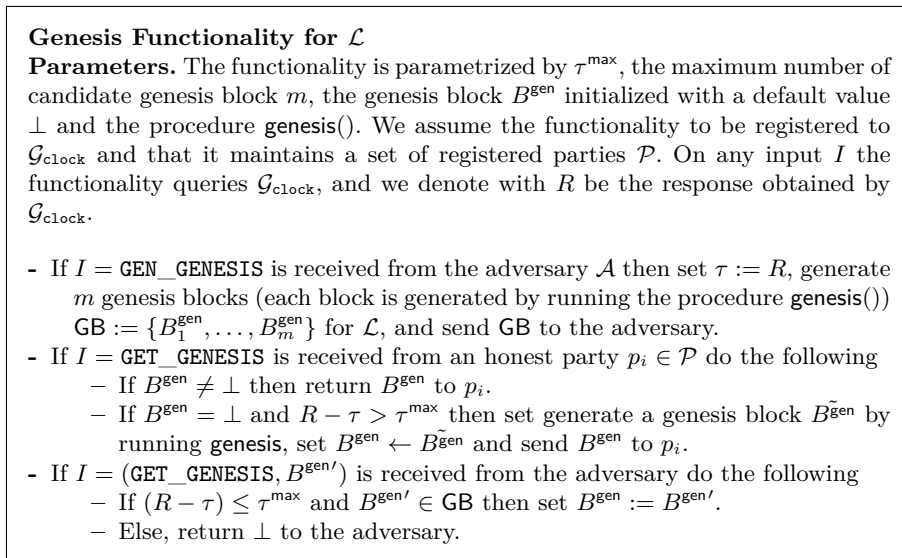 Genesis Functionality for ℒ
Parameters. The functionality is parametrized by τ^max, the maximum number of
candidate genesis block m, the genesis block B^gen initialized with a default value
⊥ and the procedure genesis(). We assume the functionality to be registered to
𝒢_clock and that it maintains a set of registered parties 𝒫. On any input I the
functionality queries 𝒢_clock, and we denote with R be the response obtained by
𝒢_clock.
- If I = GEN_GENESIS is received from the adversary 𝒜 then set τ := R, generate
m genesis blocks (each block is generated by running the procedure genesis())
GB := {B_1^gen, . . . , B_m^gen} for ℒ, and send GB to the adversary.
- If I = GET_GENESIS is received from an honest party p_i ∈ 𝒫 do the following
– If B^gen ≠ ⊥ then return B^gen to p_i.
– If B^gen = ⊥ and R − τ > τ^max then set generate a genesis block B^g̃en by
running genesis, set B^gen ← B^g̃en and send B^gen to p_i.
- If I = (GET_GENESIS, B^gen′) is received from the adversary do the following
– If (R − τ) ≤ τ^max and B^gen′ ∈ GB then set B^gen := B^gen′.
– Else, return ⊥ to the adversary.